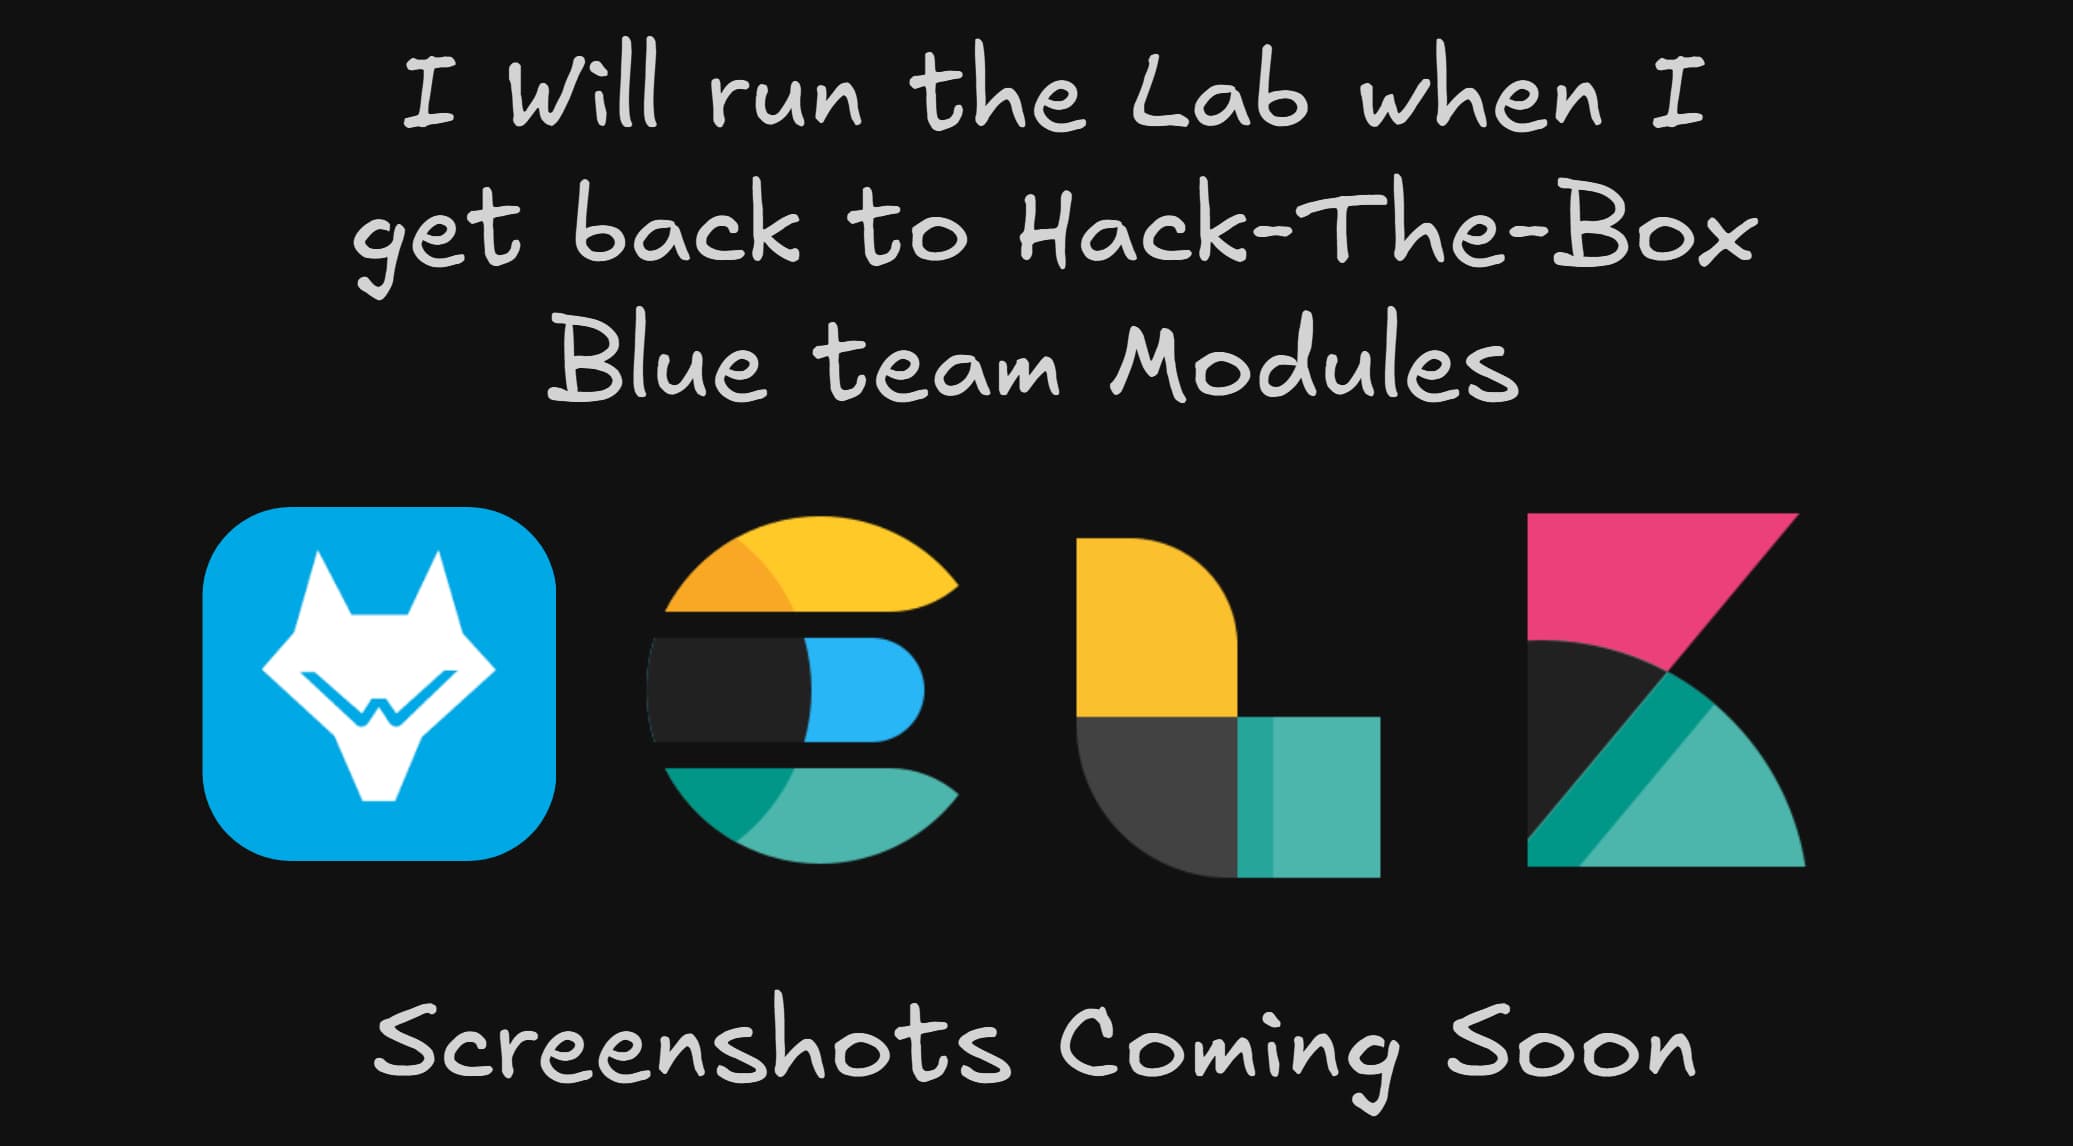 I Will run the Lab when I
get back to Hack-The-Box
Blue team Modules
Screenshots Coming Soon